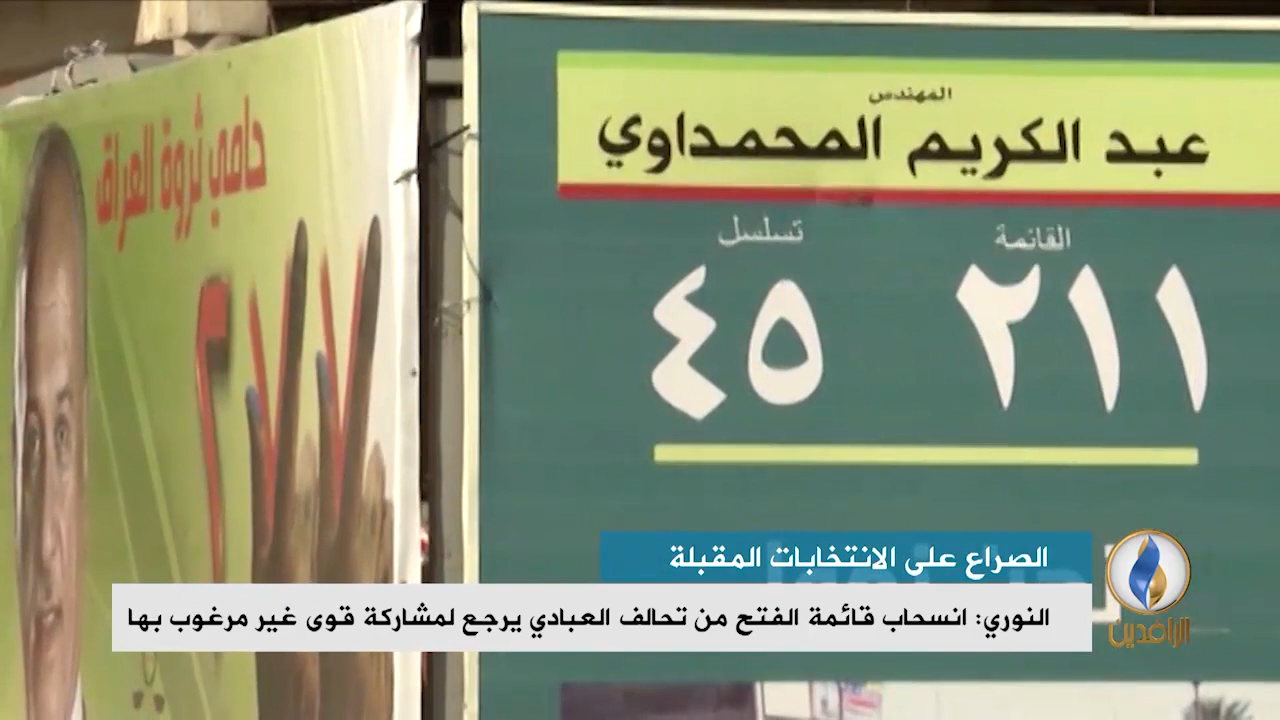 المهندس
عبد الكريم المحمداوي
القائمة تسلسل
٢١١ ٤٥
حامي ثروة العراق
٢٧٧
الصراع على الانتخابات المقبلة
النوري: انسحاب قائمة الفتح من تحالف العبادي يرجع لمشاركة قوى غير مرغوب بها
الرافدين